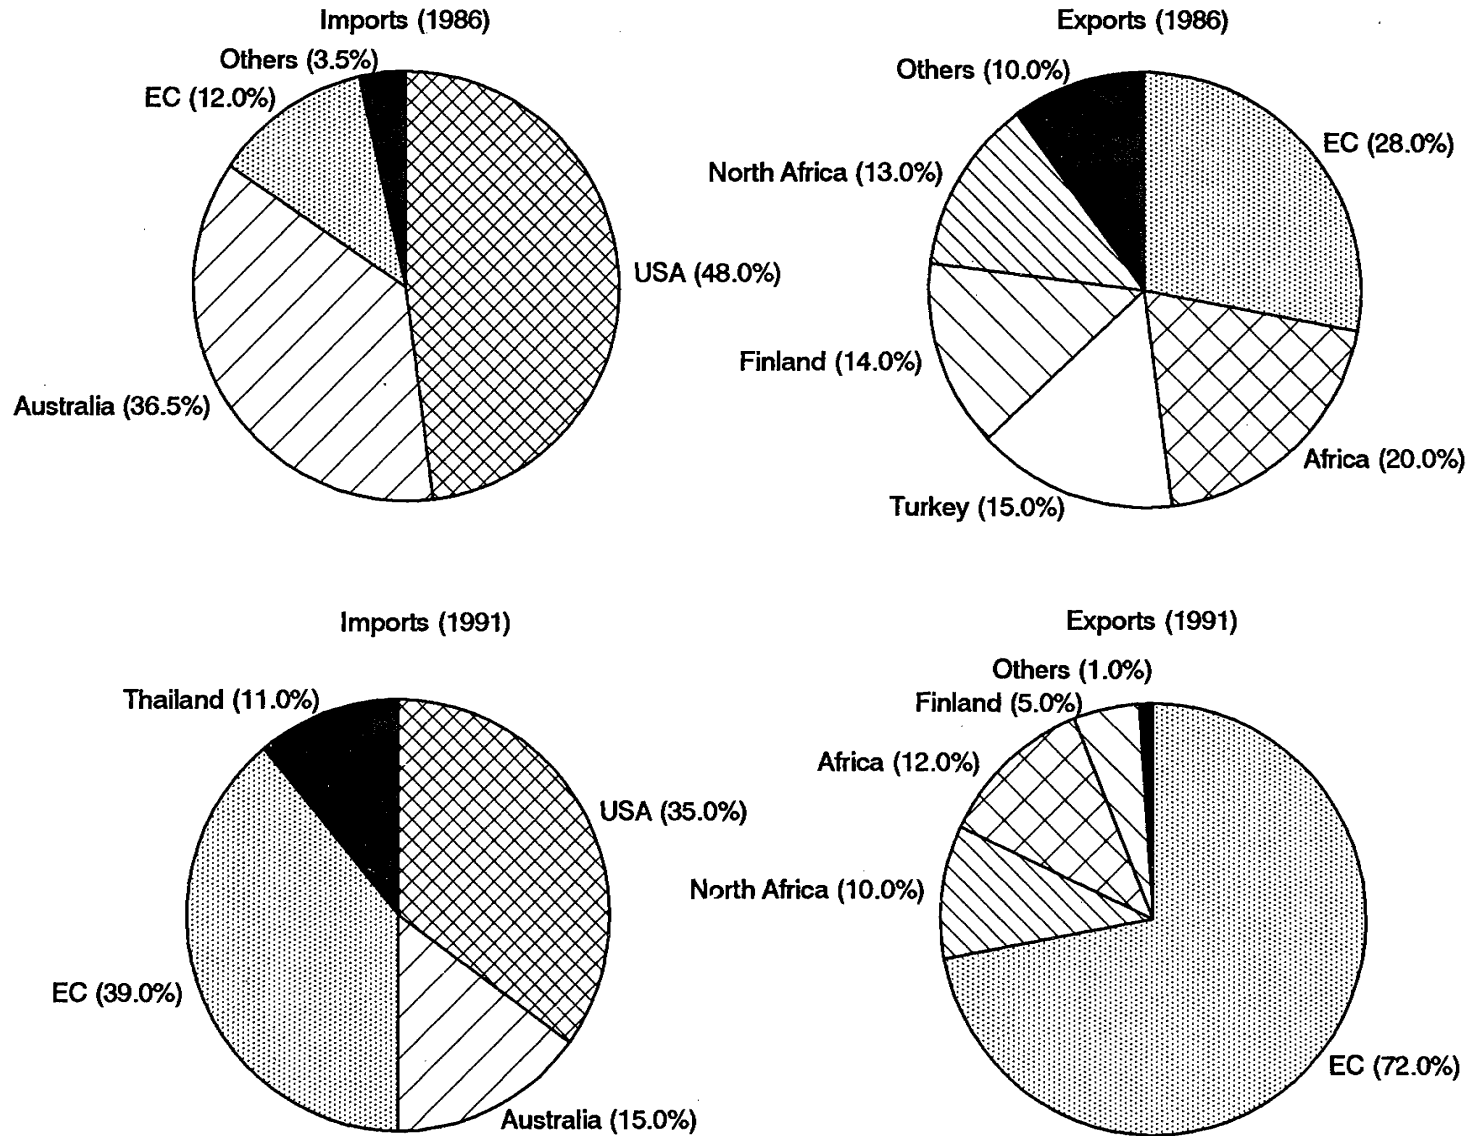 Imports (1986)
Others (3.5%)
EC (12.0%)
USA (48.0%)
Australia (36.5%)
Exports (1986)
Others (10.0%)
EC (28.0%)
North Africa (13.0%)
Finland (14.0%)
Africa (20.0%)
Turkey (15.0%)
Imports (1991)
Thailand (11.0%)
USA (35.0%)
EC (39.0%)
Australia (15.0%)
Exports (1991)
Others (1.0%)
Finland (5.0%)
Africa (12.0%)
North Africa (10.0%)
EC (72.0%)